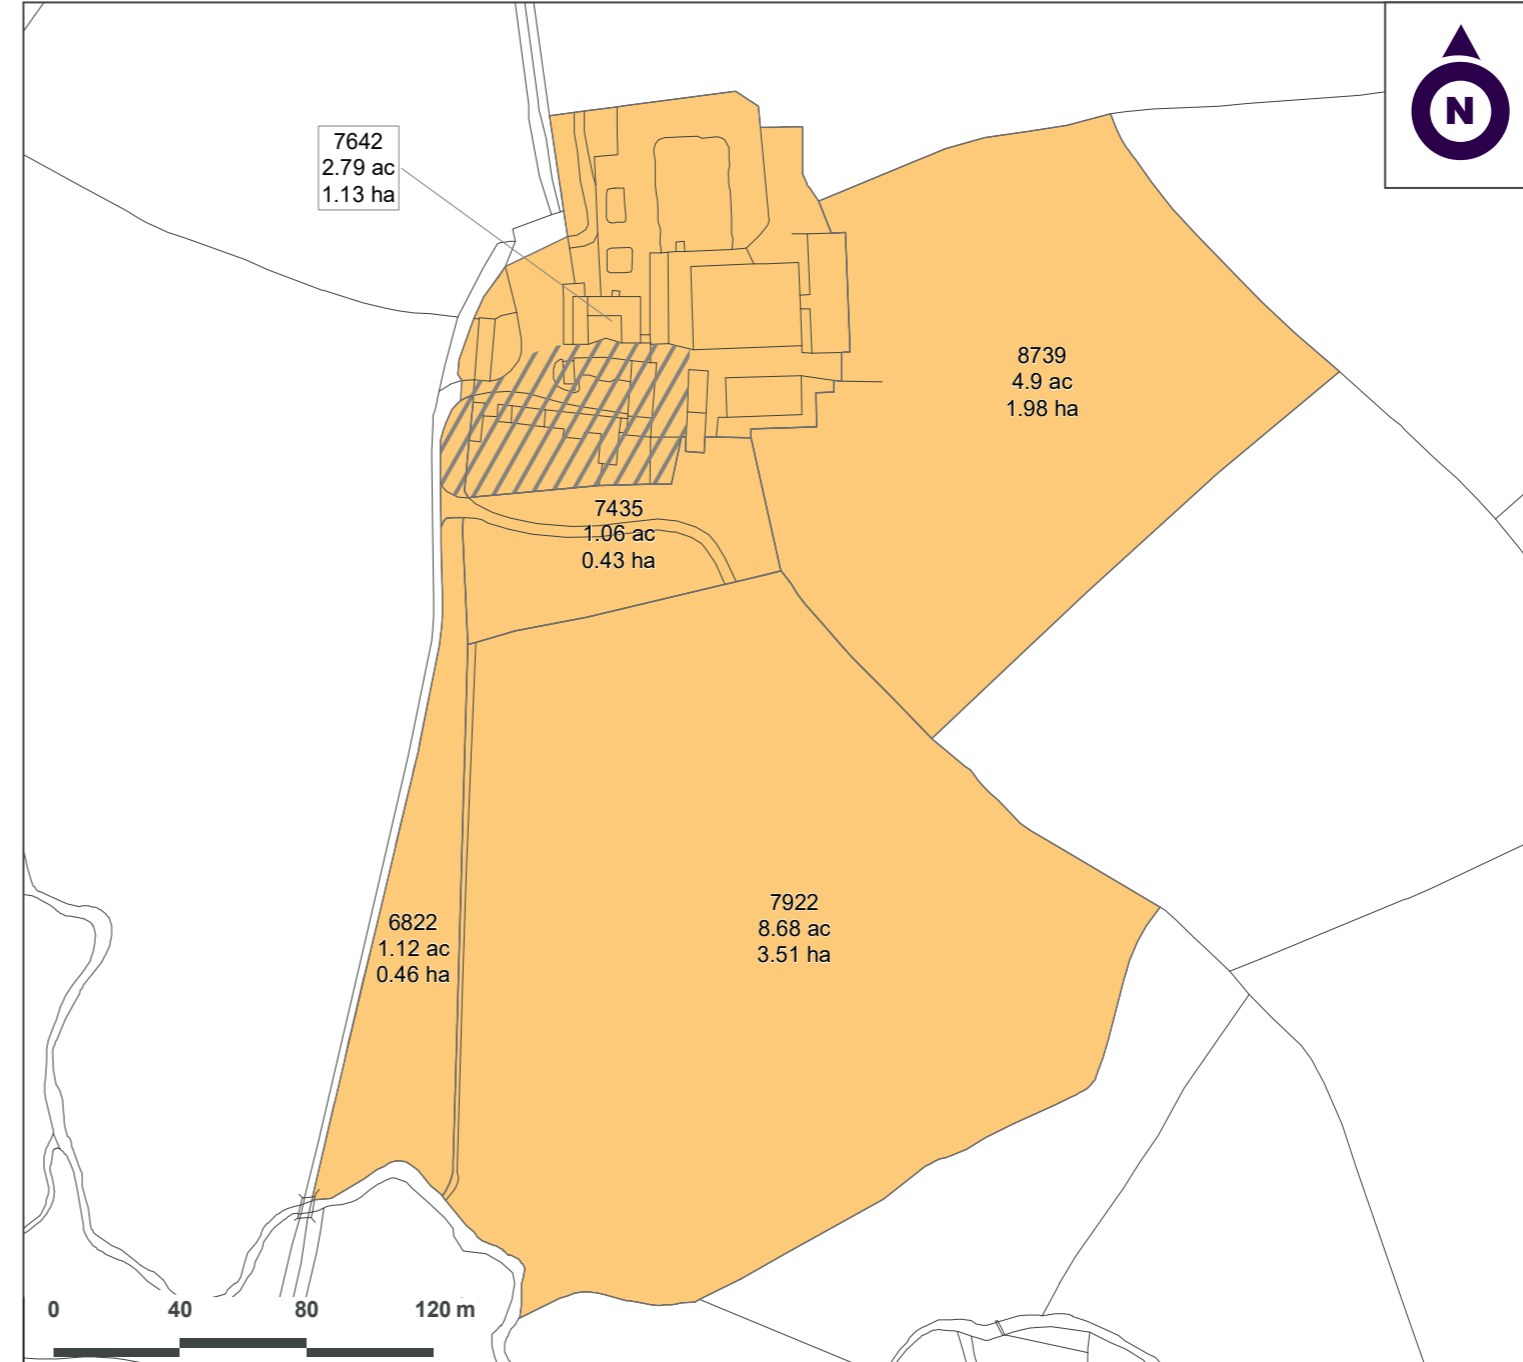 N
7642
2.79 ac
1.13 ha
8739
4.9 ac
1.98 ha
7435
1.06 ac
0.43 ha
7922
8.68 ac
3.51 ha
6822
1.12 ac
0.46 ha
0 40 80 120 m